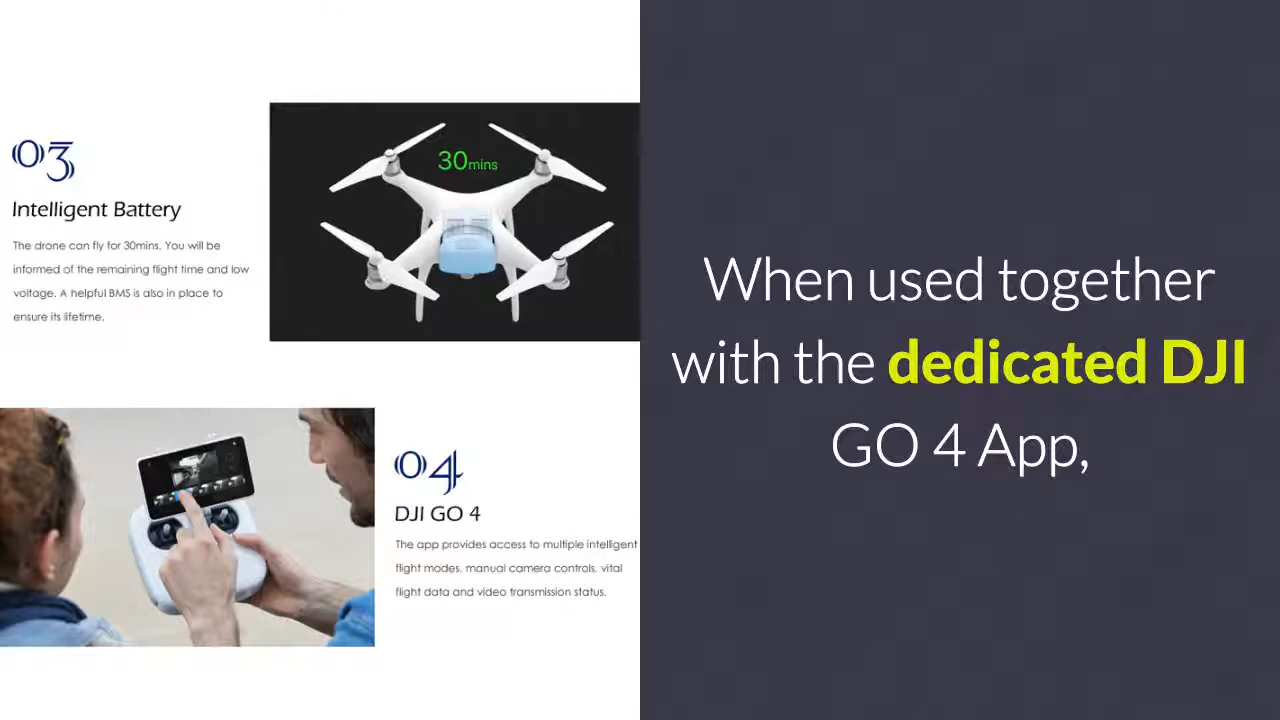 03
Intelligent Battery
The drone can fly for 30mins. You will be
informed of the remaining flight time and low
voltage. A helpful BMS is also in place to
ensure its lifetime.
30mins
04
DJI GO 4
The app provides access to multiple intelligent
flight modes, manual camera controls, vital
flight data and video transmission status.
When used together
with the dedicated DJI
GO 4 App,